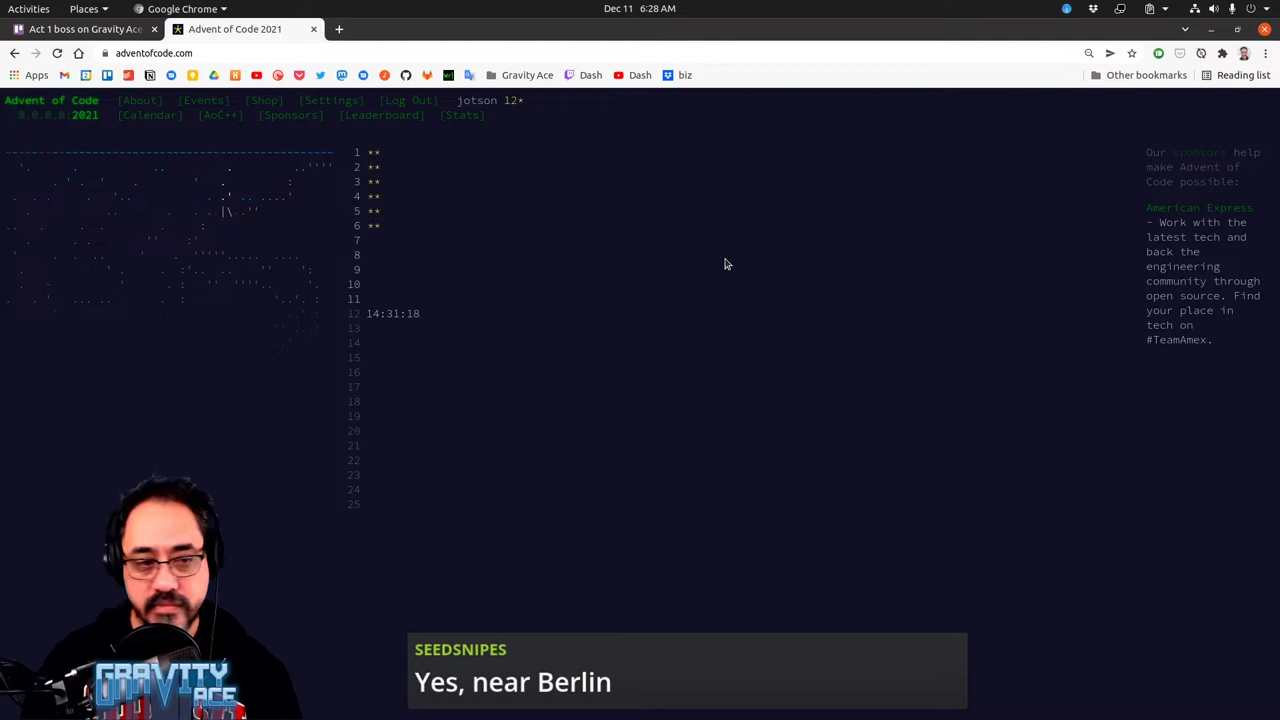 Activities Places Google Chrome Dec 11 6:28 AM
Act 1 boss on Gravity Ace Advent of Code 2021
adventofcode.com
Apps Gravity Ace Dash Dash biz Other bookmarks Reading list
Advent of Code [About] [Events] [Shop] [Settings] [Log Out] jotson 12*
0.0.0.0:2021 [Calendar] [AoC++] [Sponsors] [Leaderboard] [Stats]
1 **
2 **
3 **
4 **
5 **
6 **
7
8
9
10
11
12 14:31:18
13
14
15
16
17
18
19
20
21
22
23
24
25
Our sponsors help
make Advent of
Code possible:
American Express
- Work with the
latest tech and
back the
engineering
community through
open source. Find
your place in
tech on
#TeamAmex.
GRAVITY
ACE
SEEDSNIPES
Yes, near Berlin